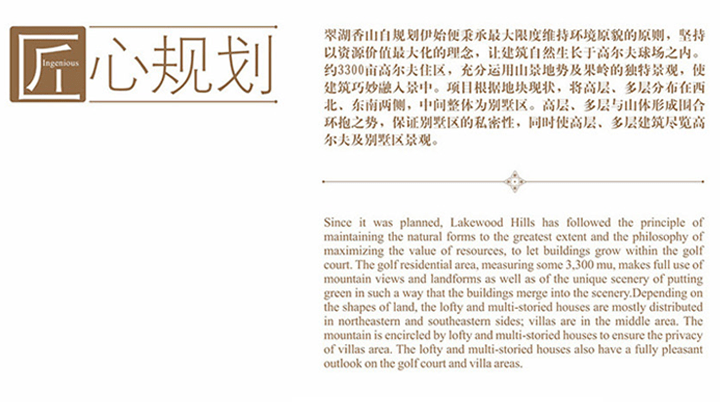 匠心规划
Ingenious
翠湖香山自规划伊始便秉承最大限度维持环境原貌的原则，坚持
以资源价值最大化的理念，让建筑自然生长于高尔夫球场之内。
约3300亩高尔夫住区，充分运用山景地势及果岭的独特景观，使
建筑巧妙融入景中。项目根据地块现状，将高层、多层分布在西
北、东南两侧，中间整体为别墅区。高层、多层与山体形成围合
环抱之势，保证别墅区的私密性，同时使高层、多层建筑尽览高
尔夫及别墅区景观。
Since it was planned, Lakewood Hills has followed the principle of
maintaining the natural forms to the greatest extent and the philosophy of
maximizing the value of resources, to let buildings grow within the golf
court. The golf residential area, measuring some 3,300 mu, makes full use of
mountain views and landforms as well as of the unique scenery of putting
green in such a way that the buildings merge into the scenery.Depending on
the shapes of land, the lofty and multi-storied houses are mostly distributed
in northeastern and southeastern sides; villas are in the middle area. The
mountain is encircled by lofty and multi-storied houses to ensure the privacy
of villas area. The lofty and multi-storied houses also have a fully pleasant
outlook on the golf court and villa areas.